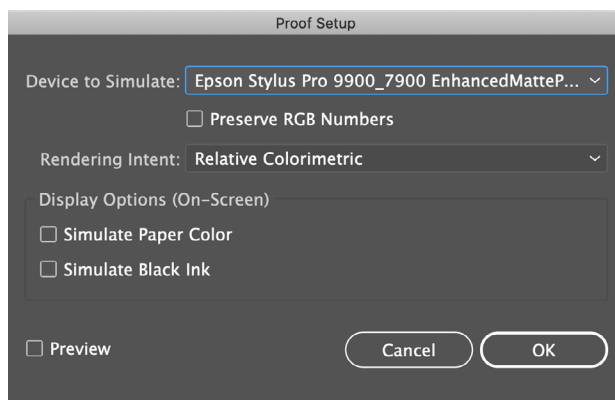 Proof Setup
Device to Simulate: Epson Stylus Pro 9900_7900 EnhancedMatteP...
Preserve RGB Numbers
Rendering Intent: Relative Colorimetric
Display Options (On-Screen)
Simulate Paper Color
Simulate Black Ink
Preview Cancel OK